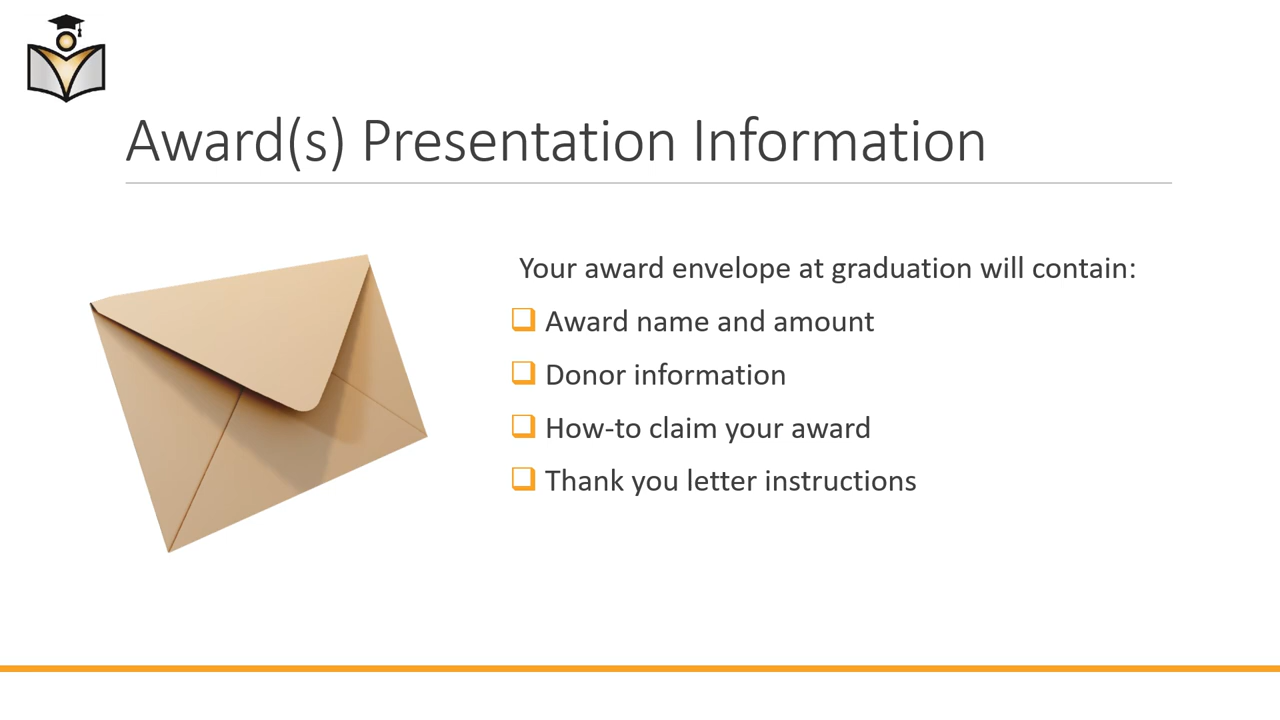 Award(s) Presentation Information
Your award envelope at graduation will contain:
Award name and amount
Donor information
How-to claim your award
Thank you letter instructions